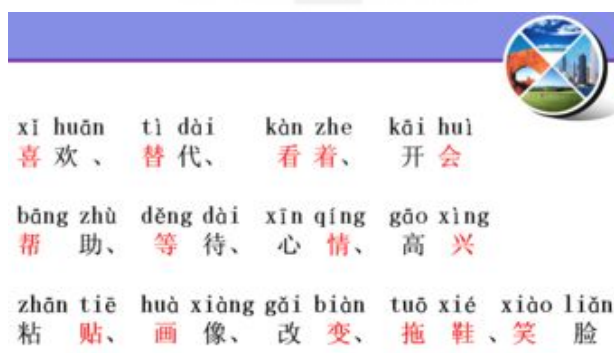 xǐ huān tì dài kàn zhe kāi huì
喜欢、替代、看着、开会
bāng zhù děng dài xīn qíng gāo xìng
帮助、等待、心情、高兴
zhān tiē huà xiàng gǎi biàn tuō xié xiào liǎn
粘贴、画像、改变、拖鞋、笑脸